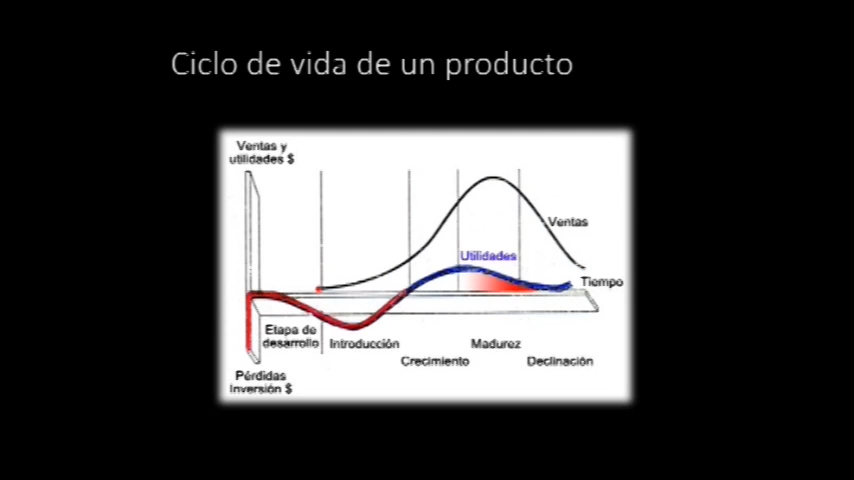 Ciclo de vida de un producto
Ventas y
utilidades $
Ventas
Utilidades
Tiempo
Etapa de
desarrollo
Introducción
Crecimiento
Madurez
Declinación
Pérdidas
Inversión $